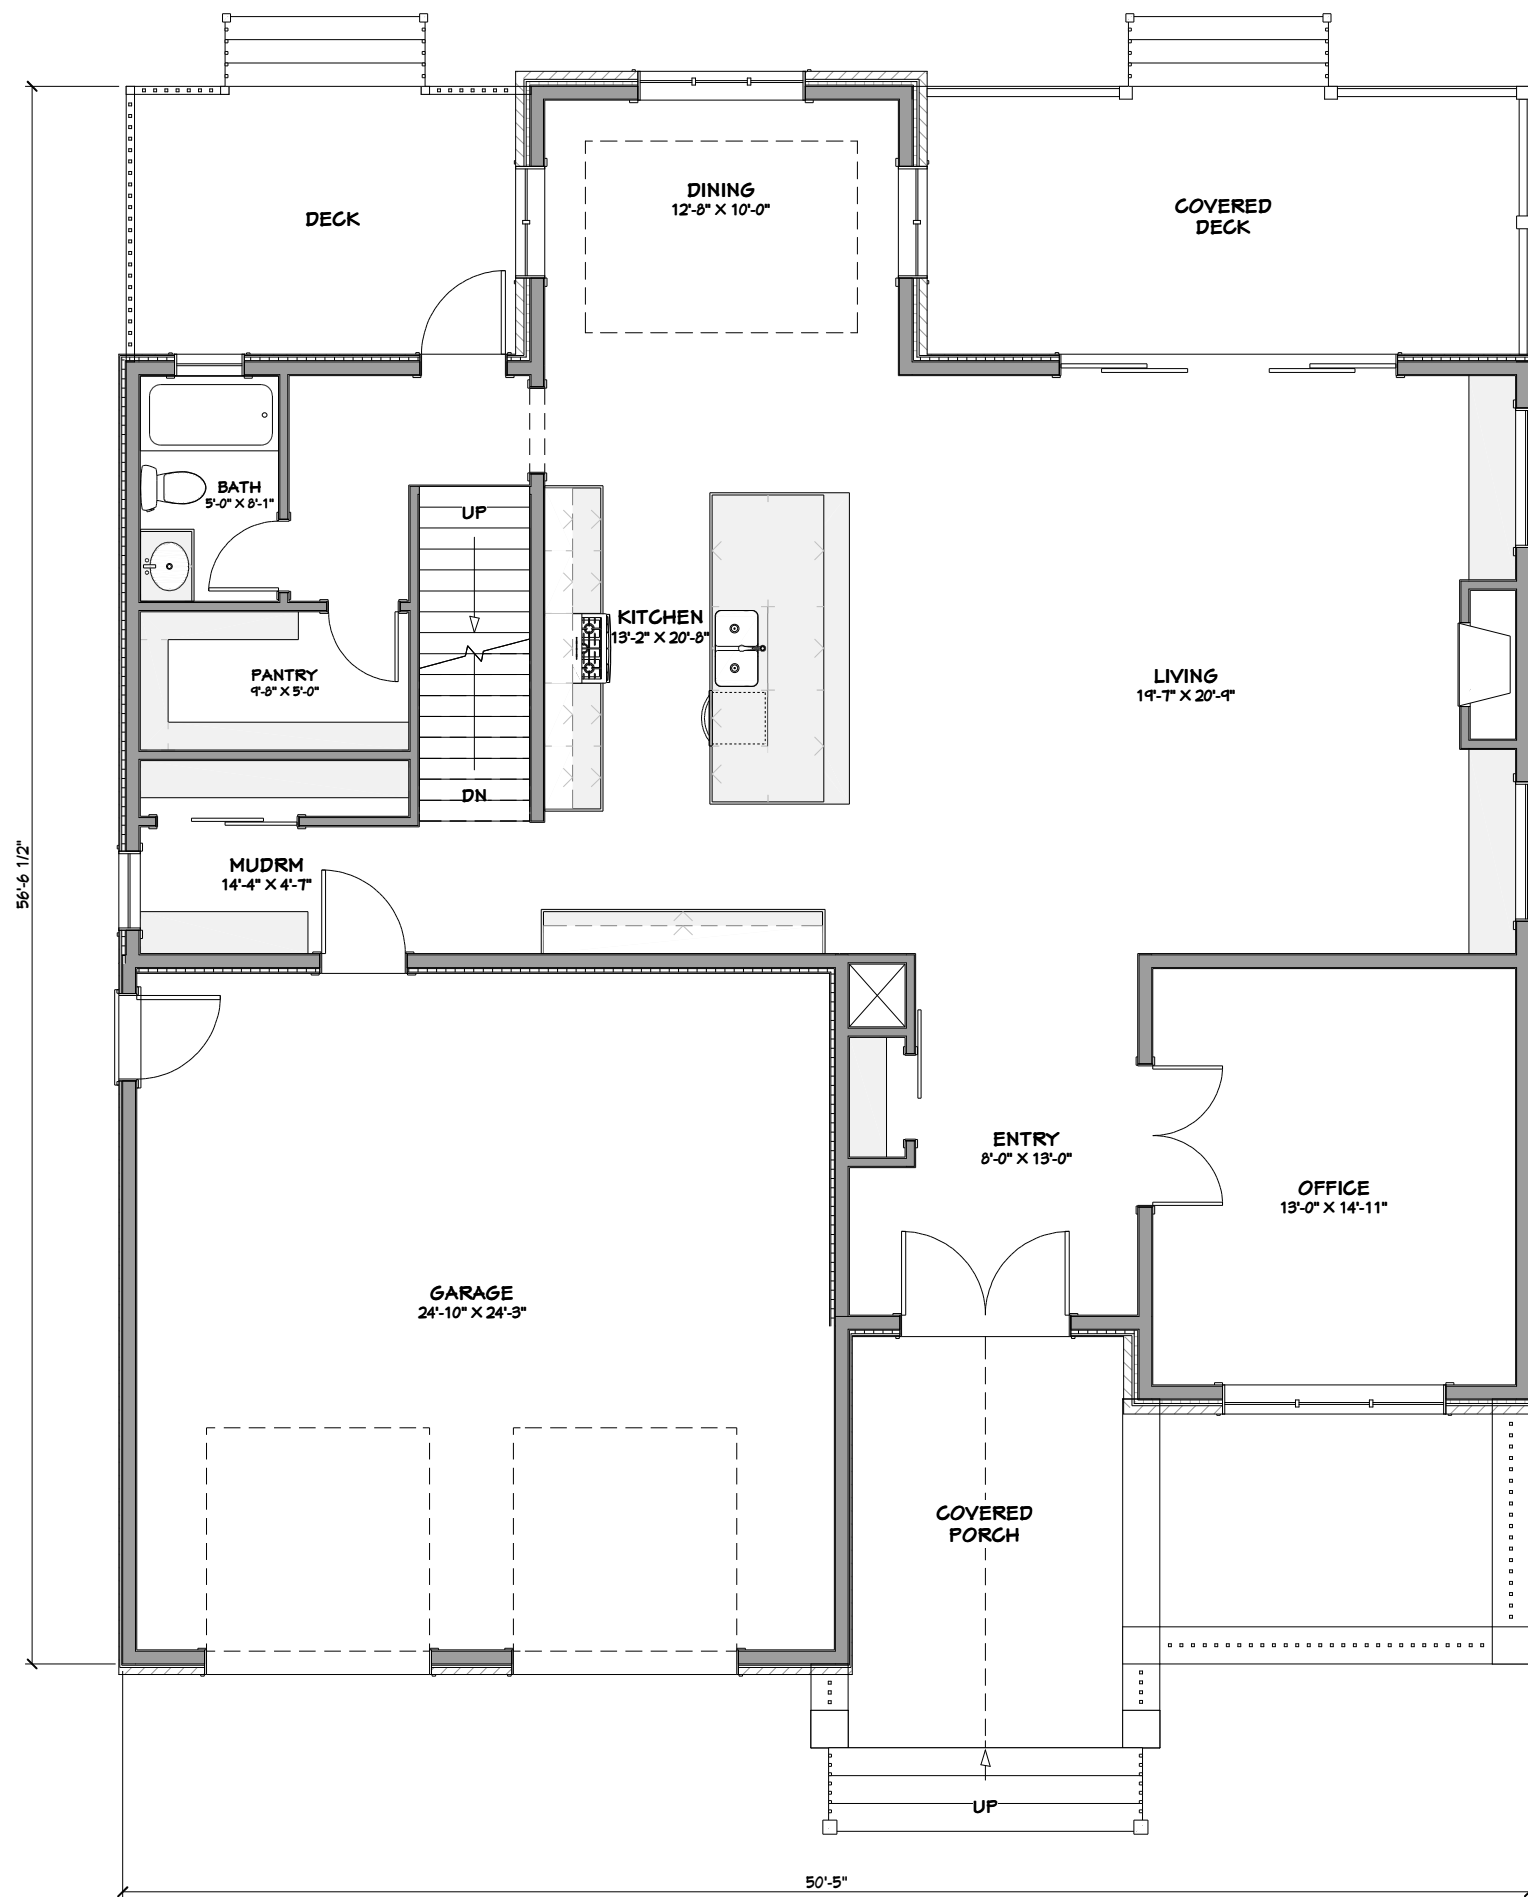 DECK
DINING
12'-8" X 10'-0"
COVERED
DECK
BATH
5'-0" X 8'-1"
UP
KITCHEN
13'-2" X 20'-8"
PANTRY
9'-8" X 5'-0"
LIVING
19'-7" X 20'-9"
DN
MUDRM
14'-4" X 4'-7"
56'-6 1/2"
ENTRY
8'-0" X 13'-0"
OFFICE
13'-0" X 14'-11"
GARAGE
24'-10" X 24'-3"
COVERED
PORCH
UP
50'-5"